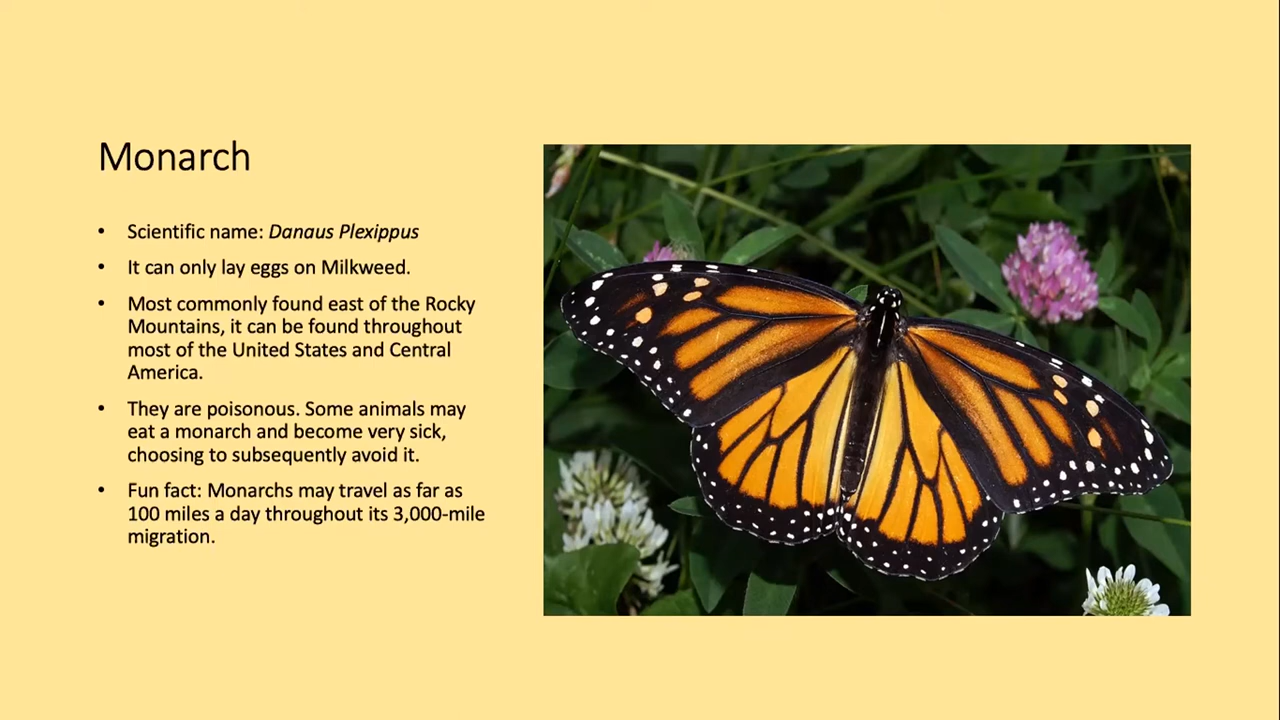 Monarch
• Scientific name: Danaus Plexippus
• It can only lay eggs on Milkweed.
• Most commonly found east of the Rocky
Mountains, it can be found throughout
most of the United States and Central
America.
• They are poisonous. Some animals may
eat a monarch and become very sick,
choosing to subsequently avoid it.
• Fun fact: Monarchs may travel as far as
100 miles a day throughout its 3,000-mile
migration.